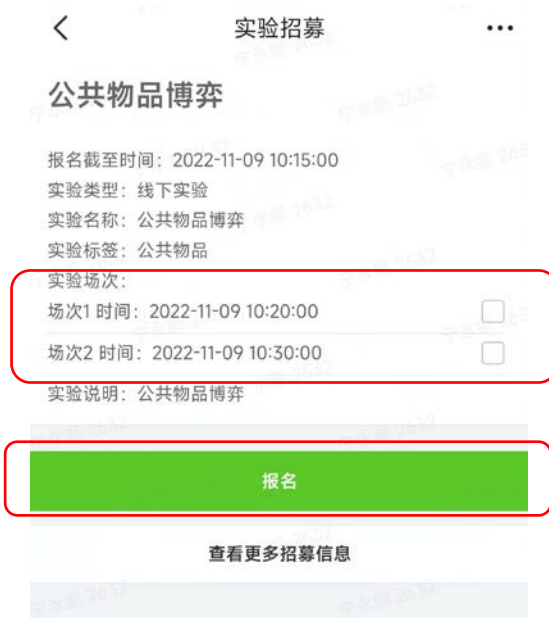 实验招募
公共物品博弈
报名截至时间：2022-11-09 10:15:00
实验类型：线下实验
实验名称：公共物品博弈
实验标签：公共物品
实验场次：
场次1 时间：2022-11-09 10:20:00
场次2 时间：2022-11-09 10:30:00
实验说明：公共物品博弈
报名
查看更多招募信息